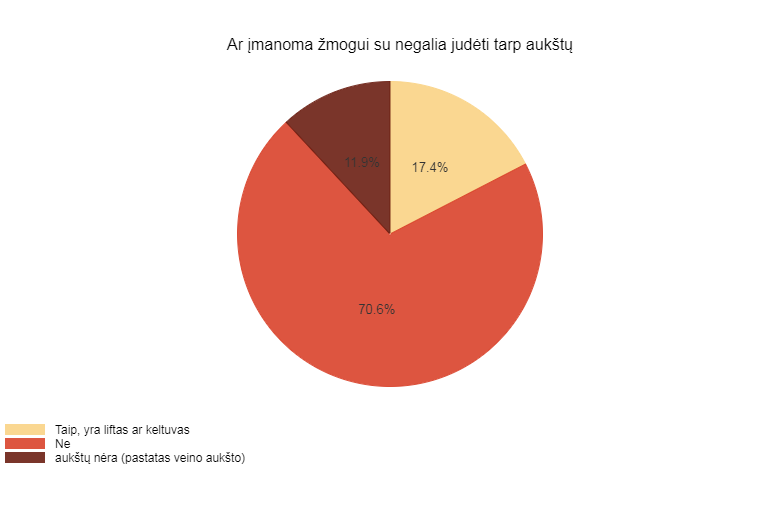 Ar įmanoma žmogui su negalia judėti tarp aukštų
11.9%
17.4%
70.6%
Taip, yra liftas ar keltuvas
Ne
aukštų nėra (pastatas veino aukšto)